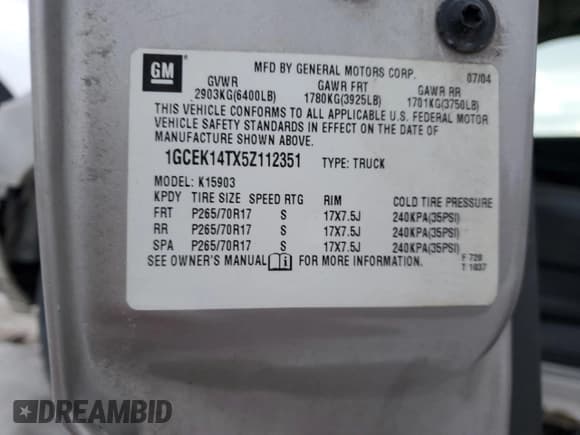 GM
MFD BY GENERAL MOTORS CORP. 07/04
GVWR GAWR FRT GAWR RR
2903KG(6400LB) 1780KG(3925LB) 1701KG(3750LB)
THIS VEHICLE CONFORMS TO ALL APPLICABLE U.S. FEDERAL MOTOR
VEHICLE SAFETY STANDARDS IN EFFECT ON THE DATE OF
MANUFACTURE SHOWN ABOVE.
1GCEK14TX5Z112351 TYPE: TRUCK
MODEL: K15903
KPDY TIRE SIZE SPEED RTG RIM COLD TIRE PRESSURE
FRT P265/70R17 S 17X7.5J 240KPA(35PSI)
RR P265/70R17 S 17X7.5J 240KPA(35PSI)
SPA P265/70R17 S 17X7.5J 240KPA(35PSI)
SEE OWNER'S MANUAL i FOR MORE INFORMATION.
F 720
T 1037
DREAMBID